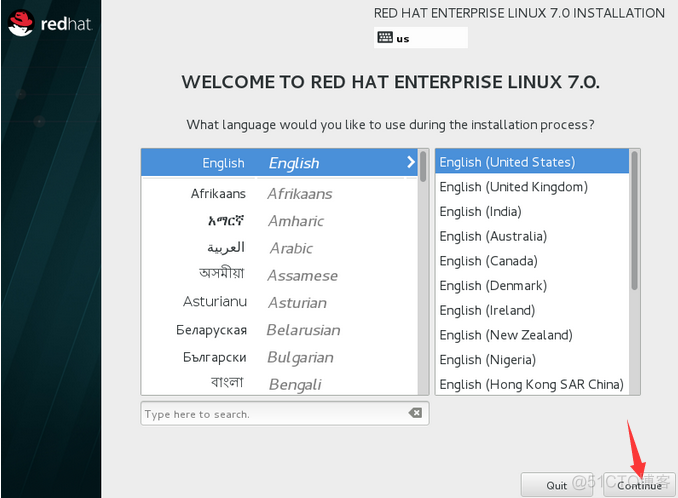 redhat.
RED HAT ENTERPRISE LINUX 7.0 INSTALLATION
us
WELCOME TO RED HAT ENTERPRISE LINUX 7.0.
What language would you like to use during the installation process?
English English
Afrikaans Afrikaans
አማርኛ Amharic
العربية Arabic
অসমীয়া Assamese
Asturianu Asturian
Беларуская Belarusian
Български Bulgarian
বাংলা Bengali
English (United States)
English (United Kingdom)
English (India)
English (Australia)
English (Canada)
English (Denmark)
English (Ireland)
English (New Zealand)
English (Nigeria)
English (Hong Kong SAR China)
Type here to search.
Quit
Continue
@51CTO博客